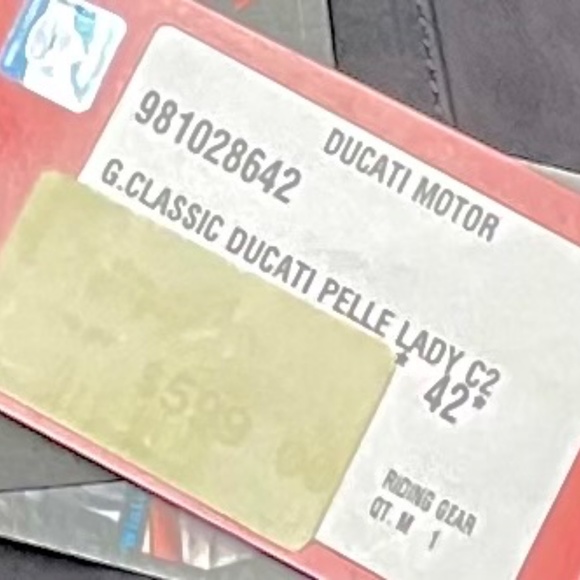 DUCATI MOTOR
981028642
G.CLASSIC DUCATI PELLE LADY C2
* 42*
RIDING GEAR
QT. M 1